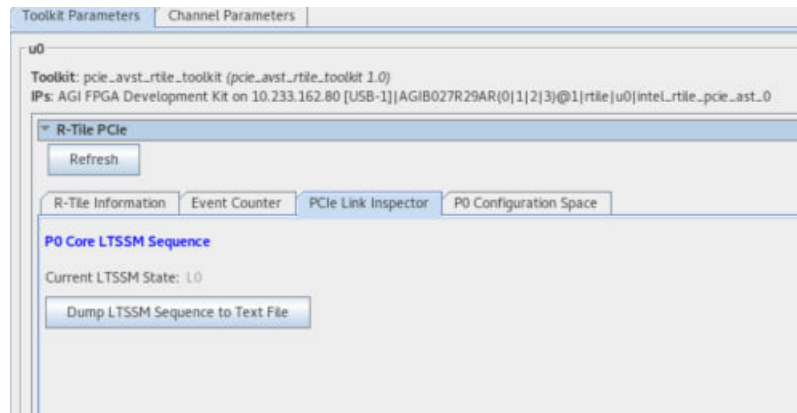 Toolkit Parameters Channel Parameters
u0
Toolkit: pcie_avst_rtile_toolkit (pcie_avst_rtile_toolkit 1.0)
IPs: AGI FPGA Development Kit on 10.233.162.80 [USB-1]|AGIB027R29AR(0|1|2|3)@1|rtile|u0|intel_rtile_pcie_ast_0
R-Tile PCIe
Refresh
R-Tile Information Event Counter PCIe Link Inspector P0 Configuration Space
P0 Core LTSSM Sequence
Current LTSSM State: L0
Dump LTSSM Sequence to Text File